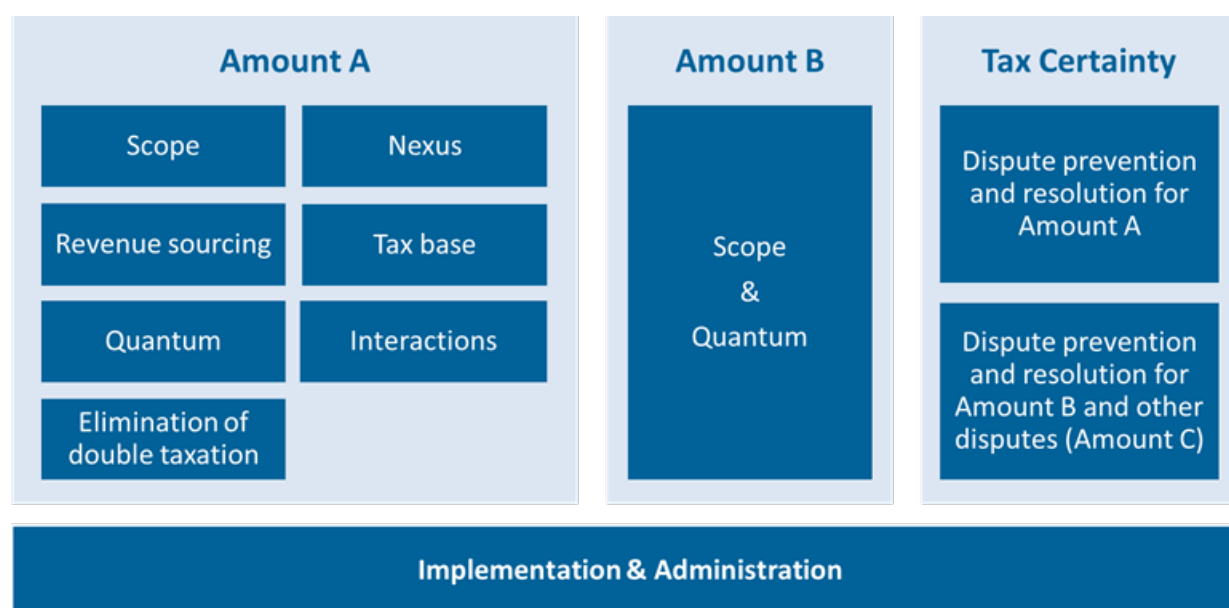 Amount A
Scope
Nexus
Revenue sourcing
Tax base
Quantum
Interactions
Elimination of
double taxation
Amount B
Scope
&
Quantum
Tax Certainty
Dispute prevention
and resolution for
Amount A
Dispute prevention
and resolution for
Amount B and other
disputes (Amount C)
Implementation & Administration